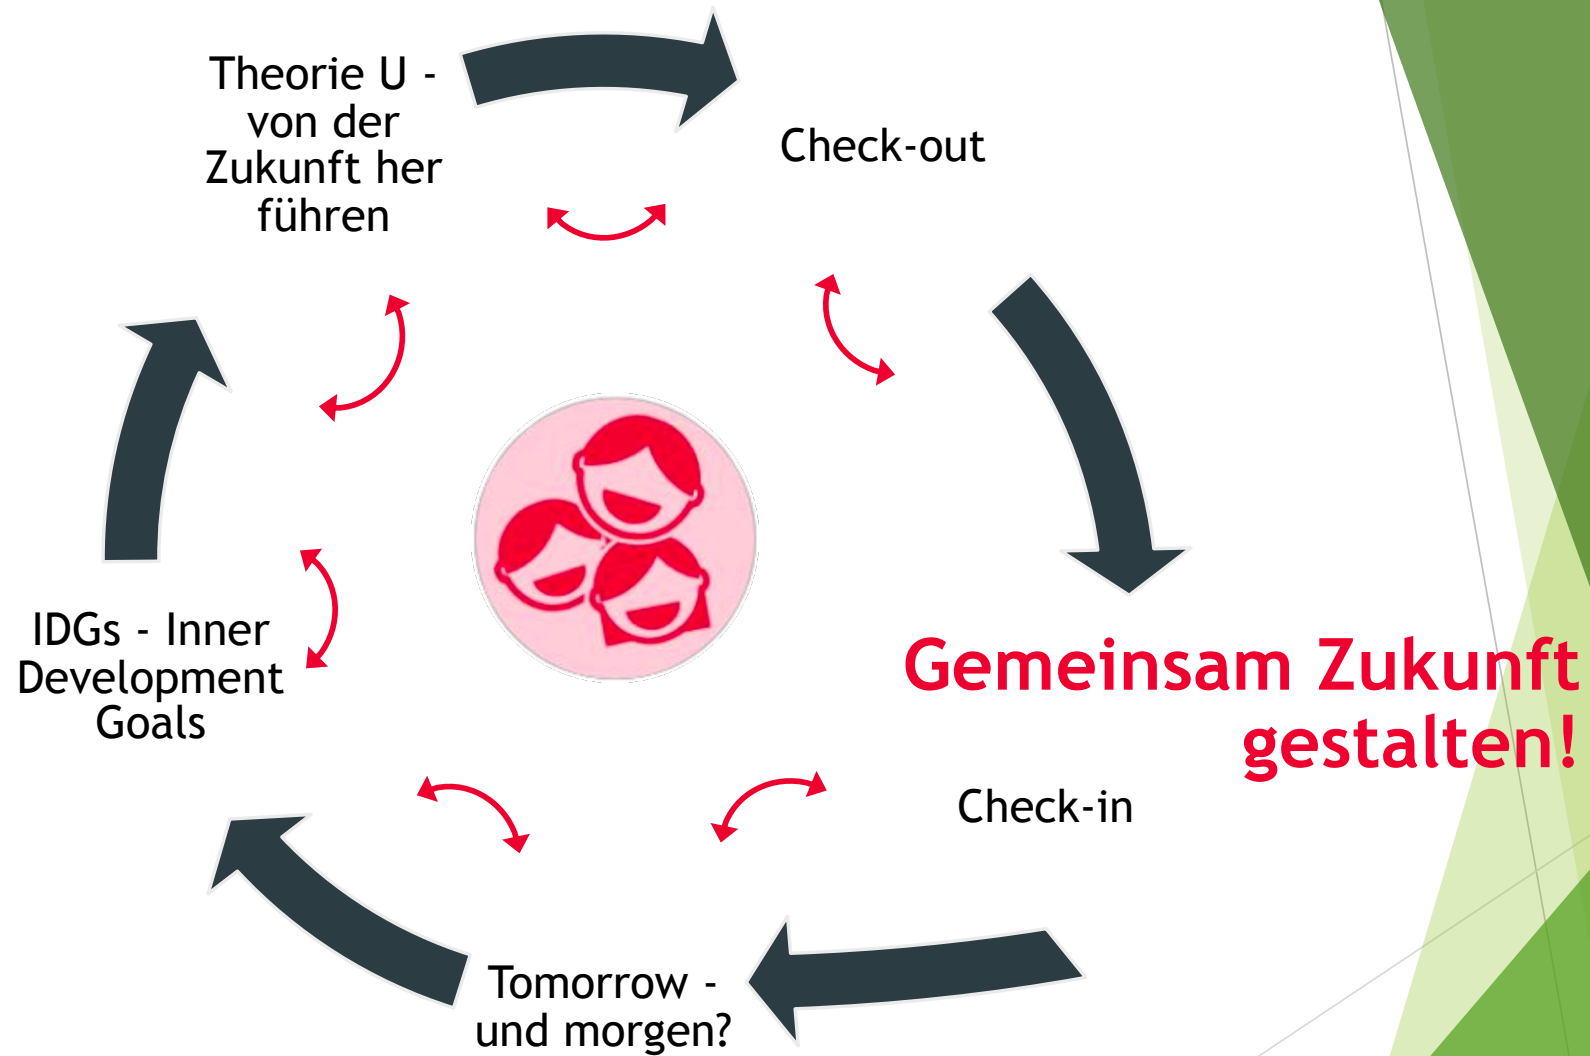 Theorie U -
von der
Zukunft her
führen
Check-out
IDGs - Inner
Development
Goals
Gemeinsam Zukunft
gestalten!
Check-in
Tomorrow -
und morgen?